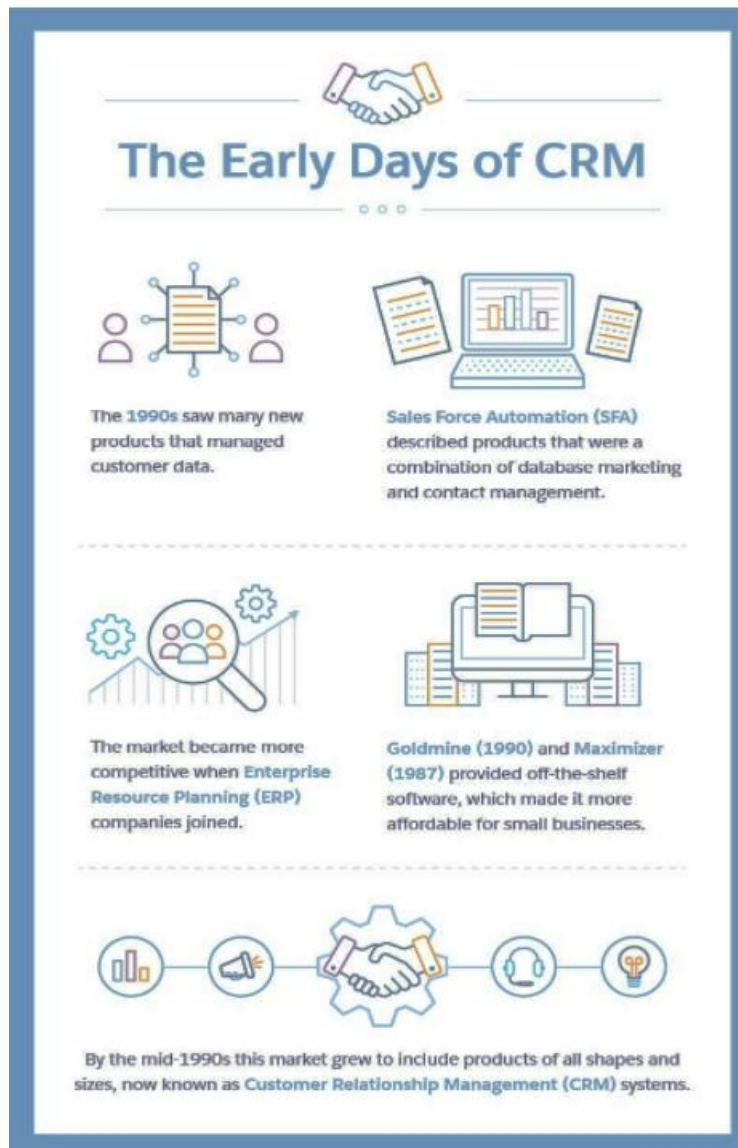 The Early Days of CRM
The 1990s saw many new
products that managed
customer data.
Sales Force Automation (SFA)
described products that were a
combination of database marketing
and contact management.
The market became more
competitive when Enterprise
Resource Planning (ERP)
companies joined.
Goldmine (1990) and Maximizer
(1987) provided off-the-shelf
software, which made it more
affordable for small businesses.
By the mid-1990s this market grew to include products of all shapes and
sizes, now known as Customer Relationship Management (CRM) systems.